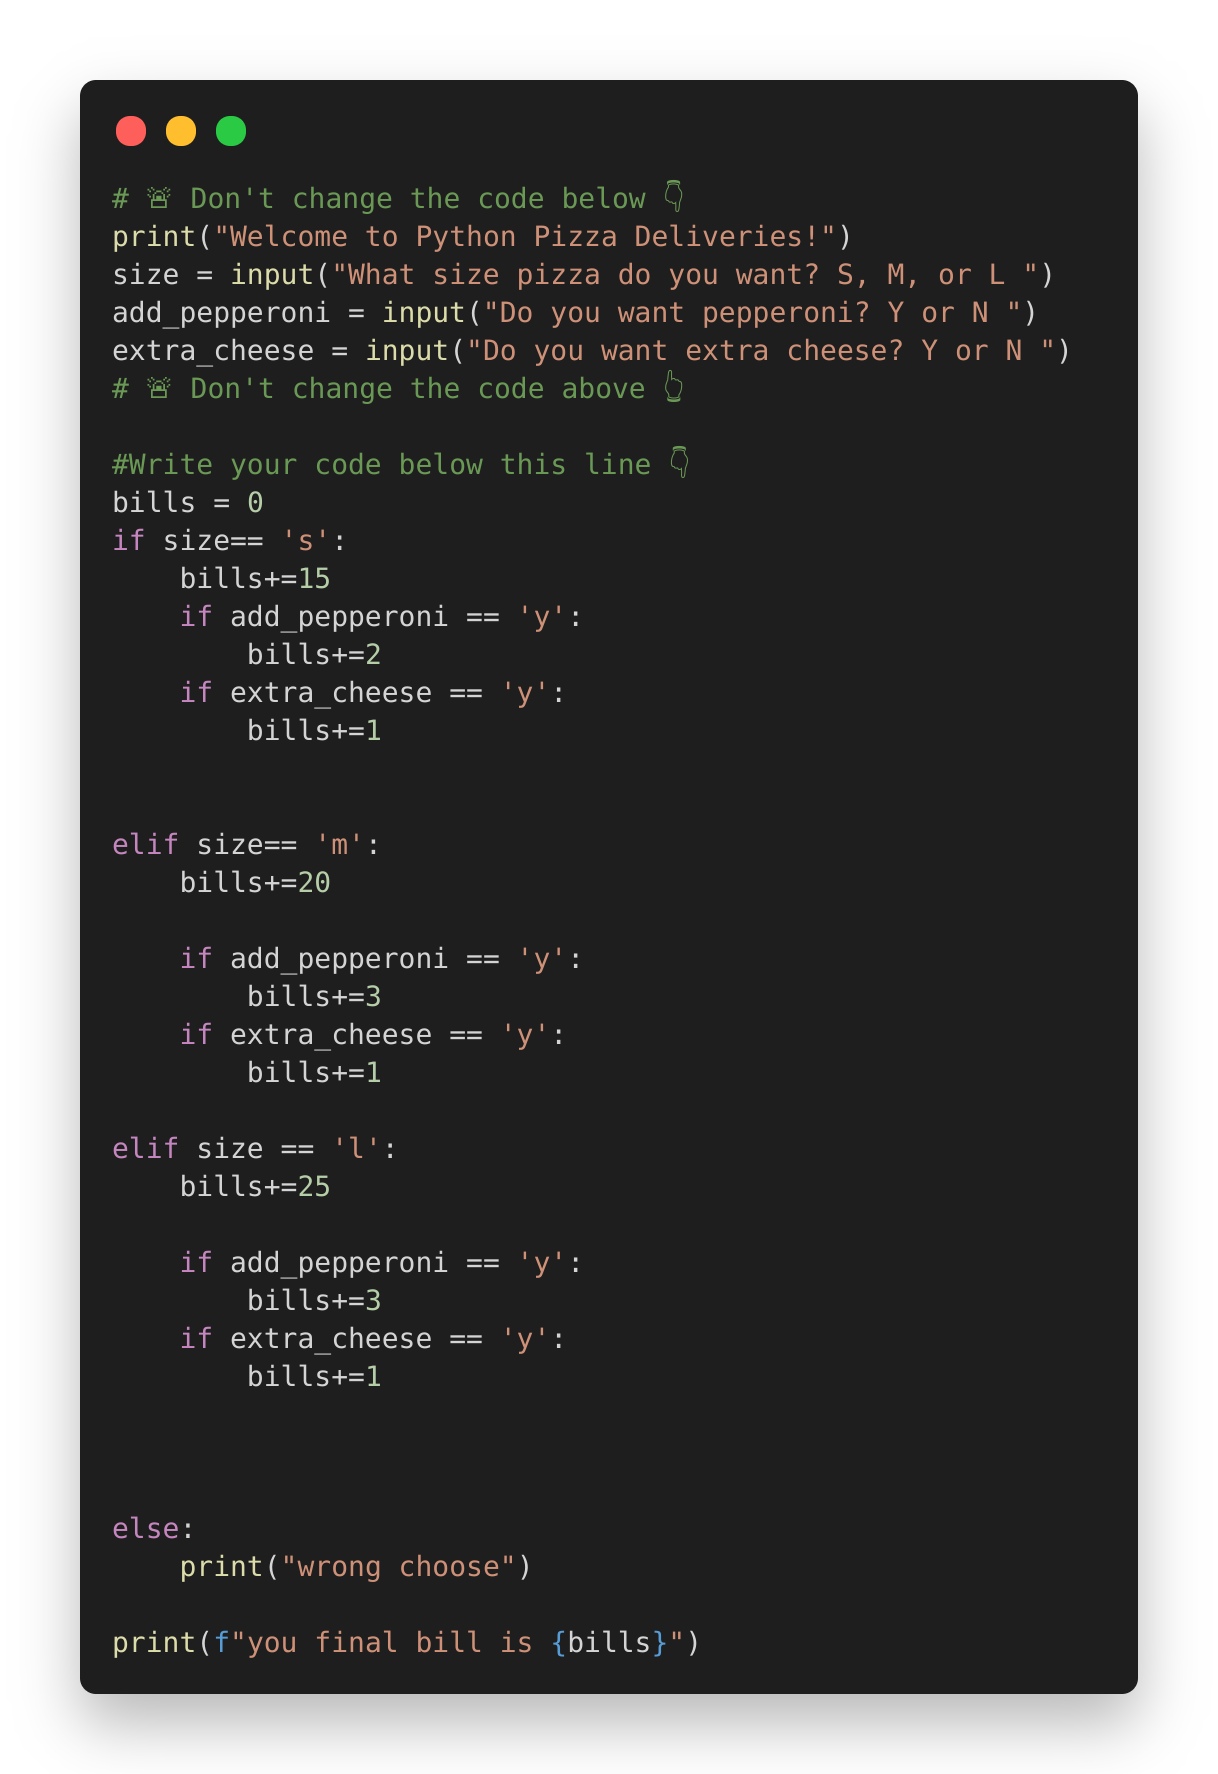 # 🚨 Don't change the code below 👇
print("Welcome to Python Pizza Deliveries!")
size = input("What size pizza do you want? S, M, or L ")
add_pepperoni = input("Do you want pepperoni? Y or N ")
extra_cheese = input("Do you want extra cheese? Y or N ")
# 🚨 Don't change the code above 👆

#Write your code below this line 👇
bills = 0
if size== 's':
    bills+=15
    if add_pepperoni == 'y':
        bills+=2
    if extra_cheese == 'y':
        bills+=1


elif size== 'm':
    bills+=20

    if add_pepperoni == 'y':
        bills+=3
    if extra_cheese == 'y':
        bills+=1

elif size == 'l':
    bills+=25

    if add_pepperoni == 'y':
        bills+=3
    if extra_cheese == 'y':
        bills+=1



else:
    print("wrong choose")

print(f"you final bill is {bills}")